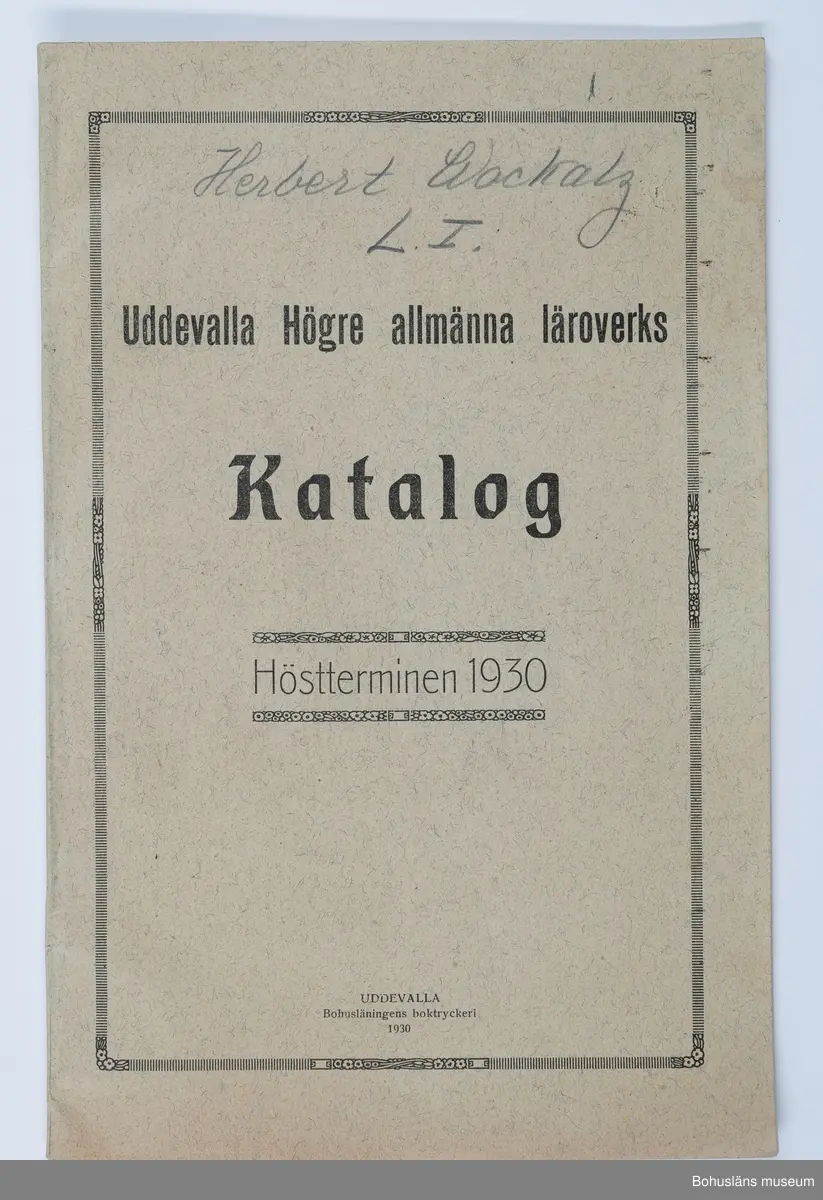 Herbert Wockatz
L. I.
Uddevalla Högre allmänna läroverks
Katalog
Höstterminen 1930
UDDEVALLA
Bohusläningens boktryckeri
1930
Bohusläns museum